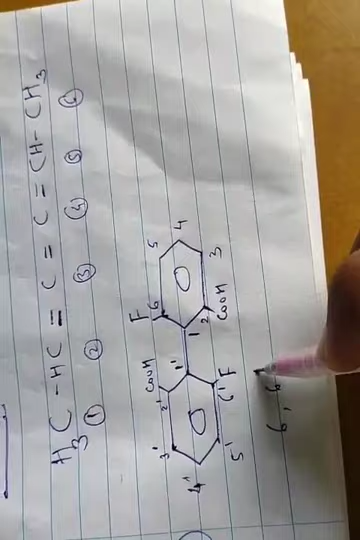 H₃C - HC = C = C = CH - CH₃
① ② ③ ④ ⑤ ⑥
F COOH
5 6 4 1 3 2
COOH 2' 1' 3' 4' 6' 5'
COOH F
6, 6